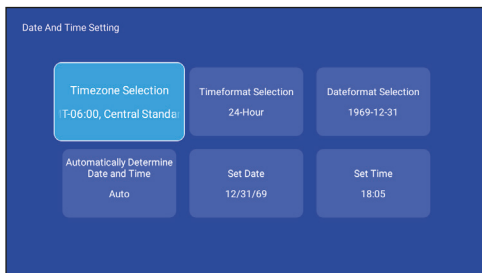 Date And Time Setting
Timezone Selection
T-06:00, Central Standa
Timeformat Selection
24-Hour
Dateformat Selection
1969-12-31
Automatically Determine
Date and Time
Auto
Set Date
12/31/69
Set Time
18:05